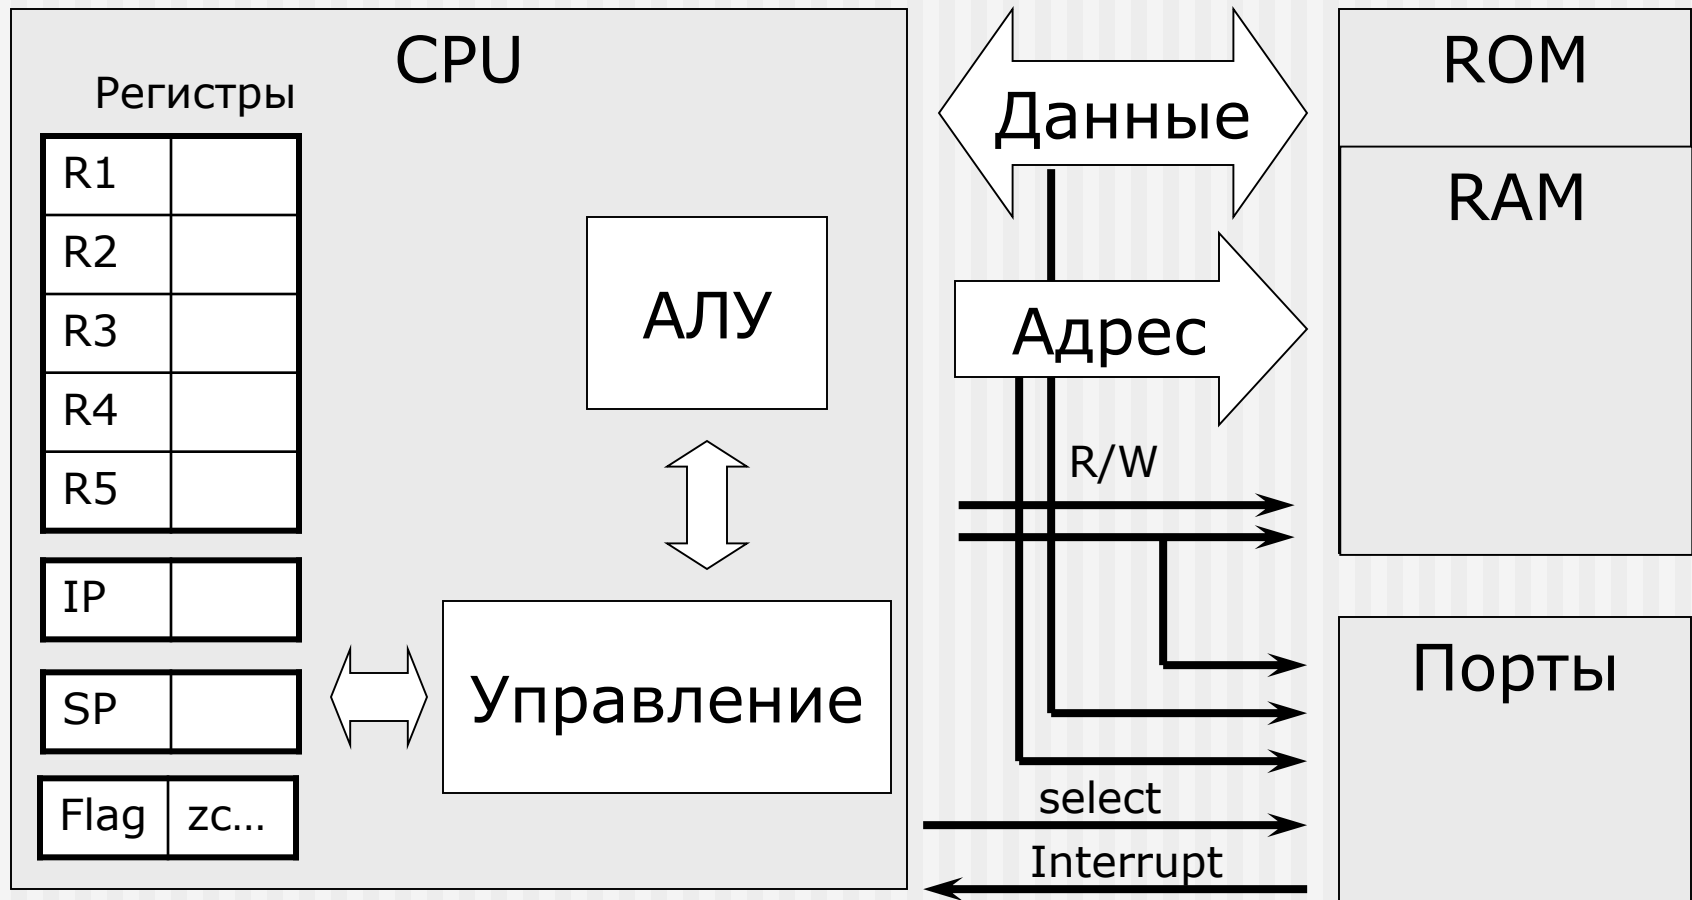 CPU
Регистры
R1
R2
R3
R4
R5
IP
SP
Flag zc...
АЛУ
Управление
Данные
Адрес
R/W
select
Interrupt
ROM
RAM
Порты